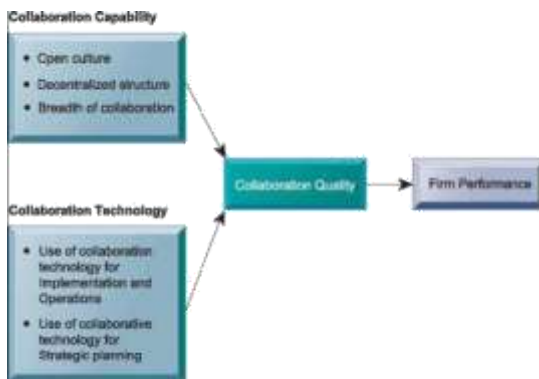 Collaboration Capability
• Open culture
• Decentralized structure
• Breadth of collaboration
Collaboration Quality
Firm Performance
Collaboration Technology
• Use of collaboration
technology for
Implementation and
Operations
• Use of collaborative
technology for
Strategic planning